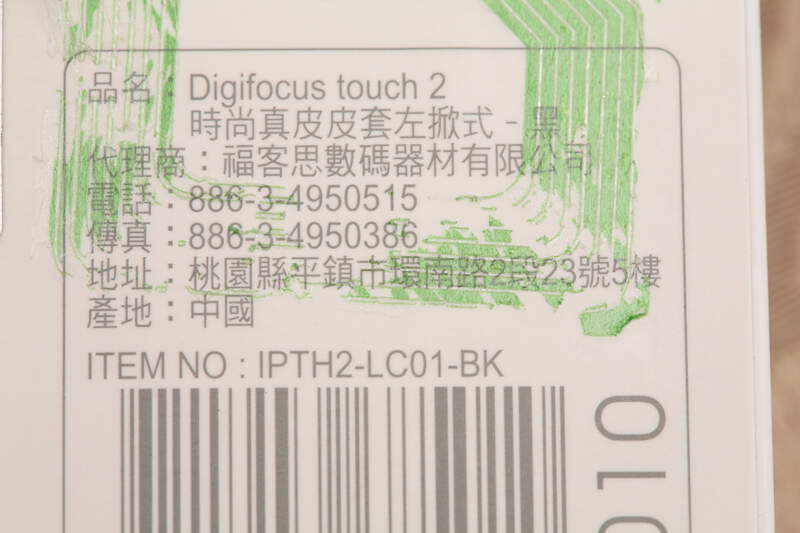 品名：Digifocus touch 2
時尚真皮皮套左掀式 - 黑
代理商：福客思數碼器材有限公司
電話：886-3-4950515
傳真：886-3-4950386
地址：桃園縣平鎮市環南路2段23號5樓
產地：中國
ITEM NO : IPTH2-LC01-BK
010